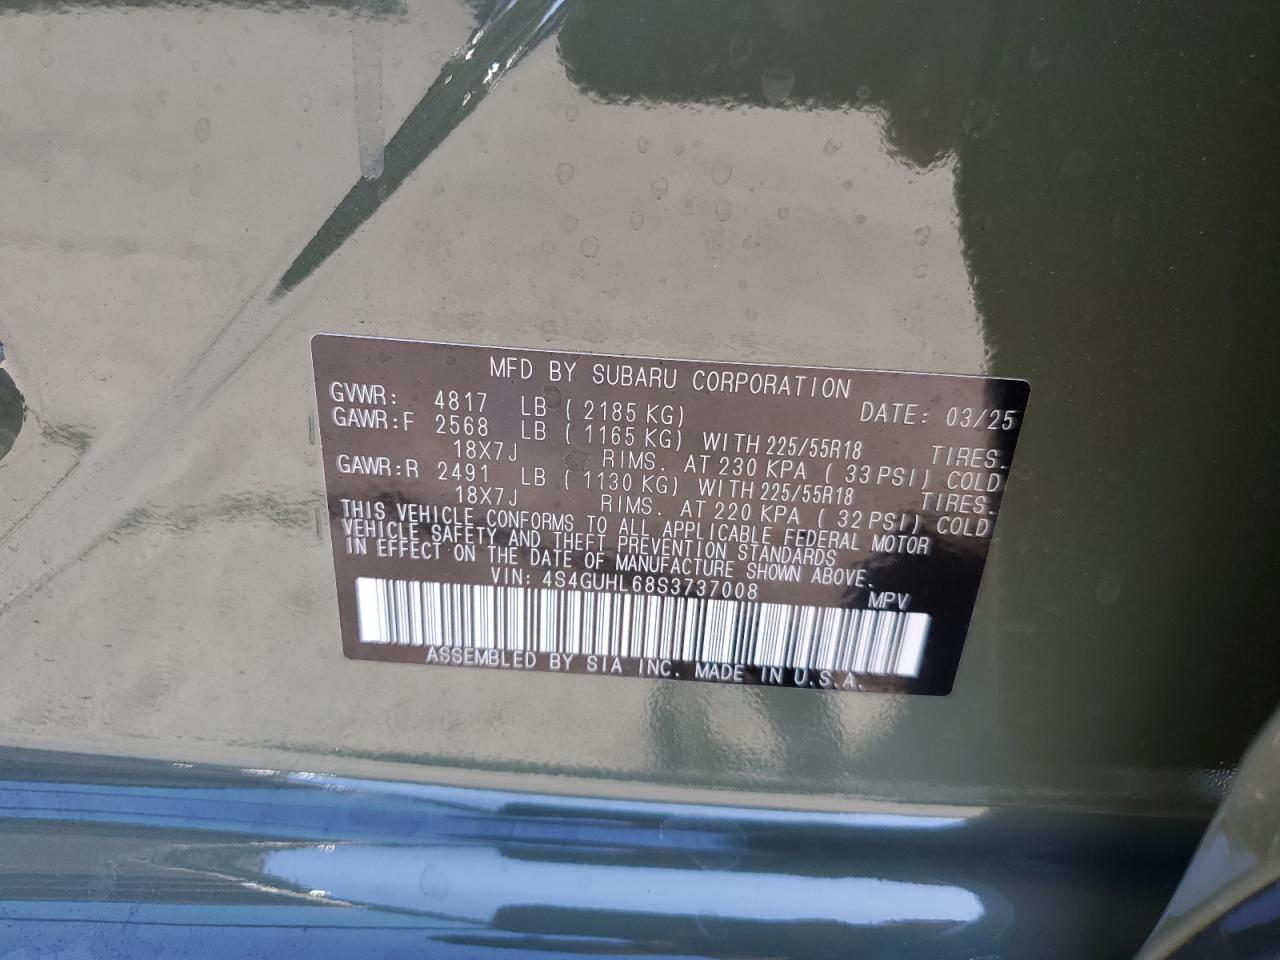 MFD BY SUBARU CORPORATION
GVWR: 4817 LB ( 2185 KG) DATE: 03/25
GAWR:F 2568 LB ( 1165 KG) WITH 225/55R18 TIRES.
18X7J RIMS. AT 230 KPA ( 33 PSI) COLD
GAWR:R 2491 LB ( 1130 KG) WITH 225/55R18 TIRES.
18X7J RIMS. AT 220 KPA ( 32 PSI) COLD
THIS VEHICLE CONFORMS TO ALL APPLICABLE FEDERAL MOTOR
VEHICLE SAFETY AND THEFT PREVENTION STANDARDS
IN EFFECT ON THE DATE OF MANUFACTURE SHOWN ABOVE.
VIN: 4S4GUHL68S3737008 MPV
ASSEMBLED BY SIA INC. MADE IN U.S.A.